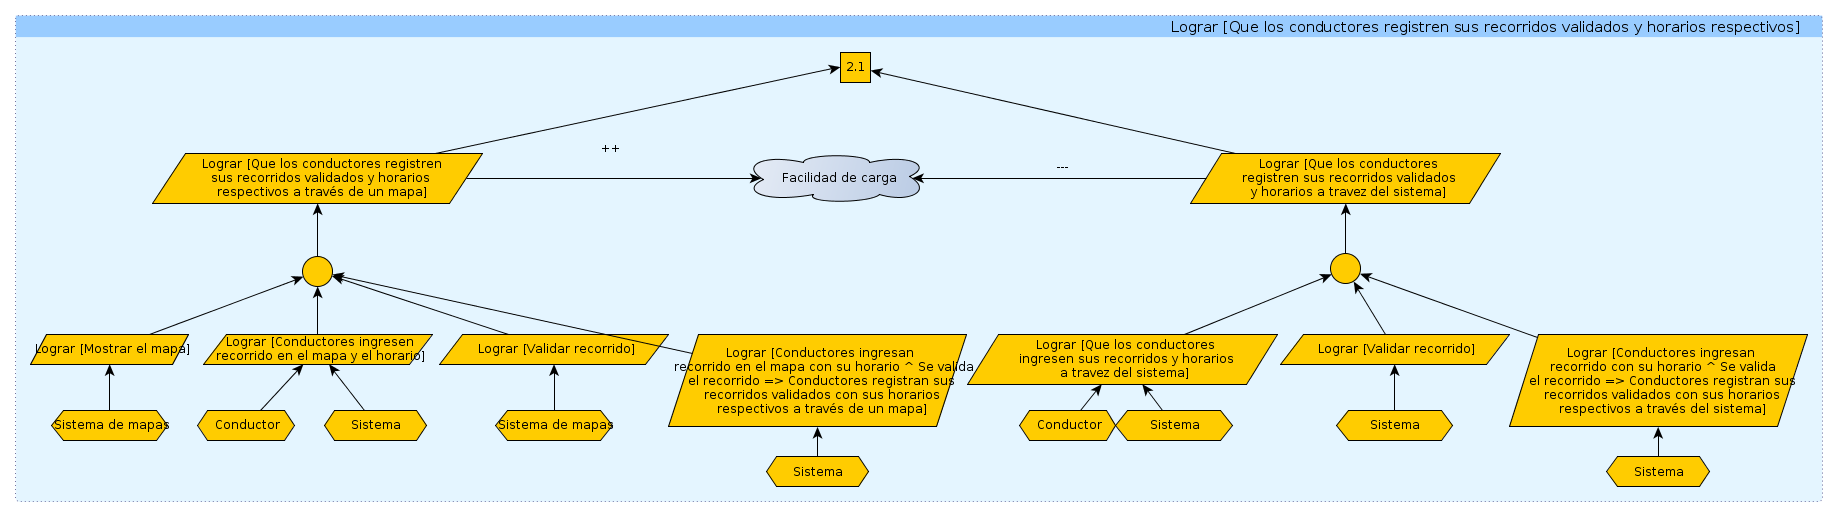 Lograr [Que los conductores registren sus recorridos validados y horarios respectivos]
2.1
Lograr [Que los conductores registren
sus recorridos validados y horarios
respectivos a través de un mapa]
++
Facilidad de carga
---
Lograr [Que los conductores
registren sus recorridos validados
y horarios a travez del sistema]
Lograr [Mostrar el mapa]
Lograr [Conductores ingresen
recorrido en el mapa y el horario]
Lograr [Validar recorrido]
Lograr [Conductores ingresan
recorrido en el mapa con su horario ^ Se valida
el recorrido => Conductores registran sus
recorridos validados con sus horarios
respectivos a través de un mapa]
Lograr [Que los conductores
ingresen sus recorridos y horarios
a travez del sistema]
Lograr [Validar recorrido]
Lograr [Conductores ingresan
recorrido con su horario ^ Se valida
el recorrido => Conductores registran sus
recorridos validados con sus horarios
respectivos a través del sistema]
Sistema de mapas
Conductor
Sistema
Sistema de mapas
Conductor
Sistema
Sistema
Sistema
Sistema